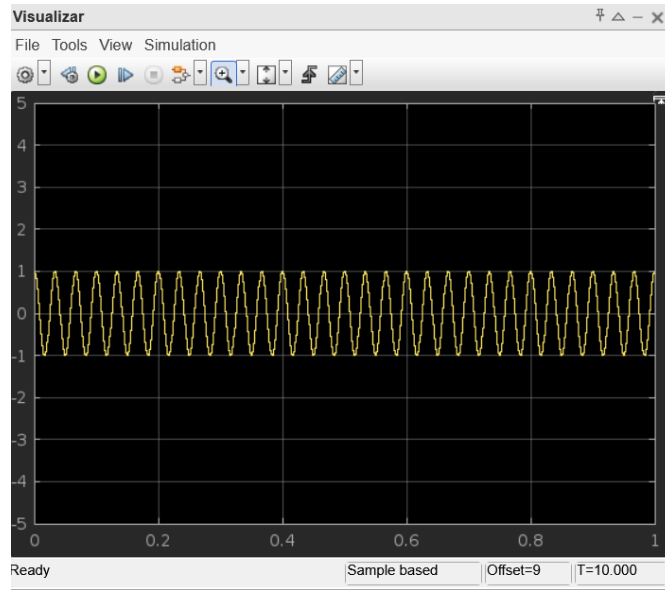 Visualizar
File Tools View Simulation
5
4
3
2
1
0
-1
-2
-3
-4
-5
0 0.2 0.4 0.6 0.8 1
Ready Sample based Offset=9 T=10.000